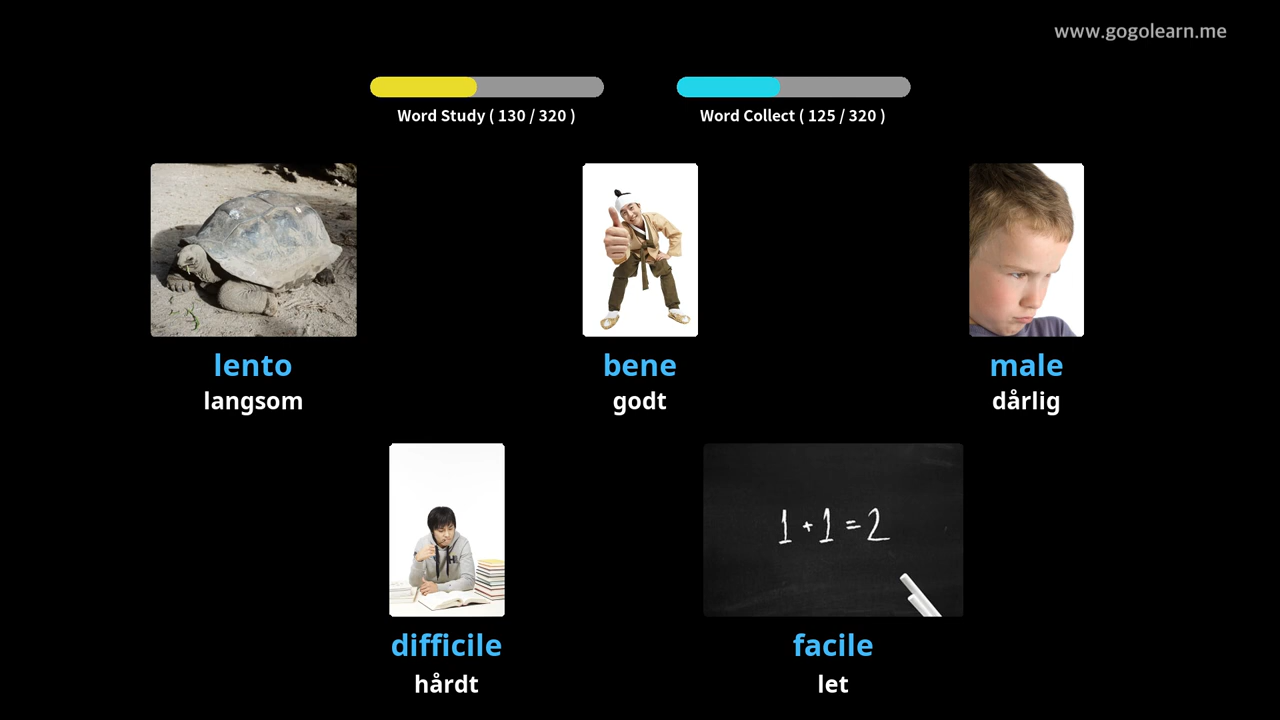 www.gogolearn.me
Word Study ( 130 / 320 )
Word Collect ( 125 / 320 )
lento
langsom
bene
godt
male
dårlig
1 + 1 = 2
difficile
hårdt
facile
let